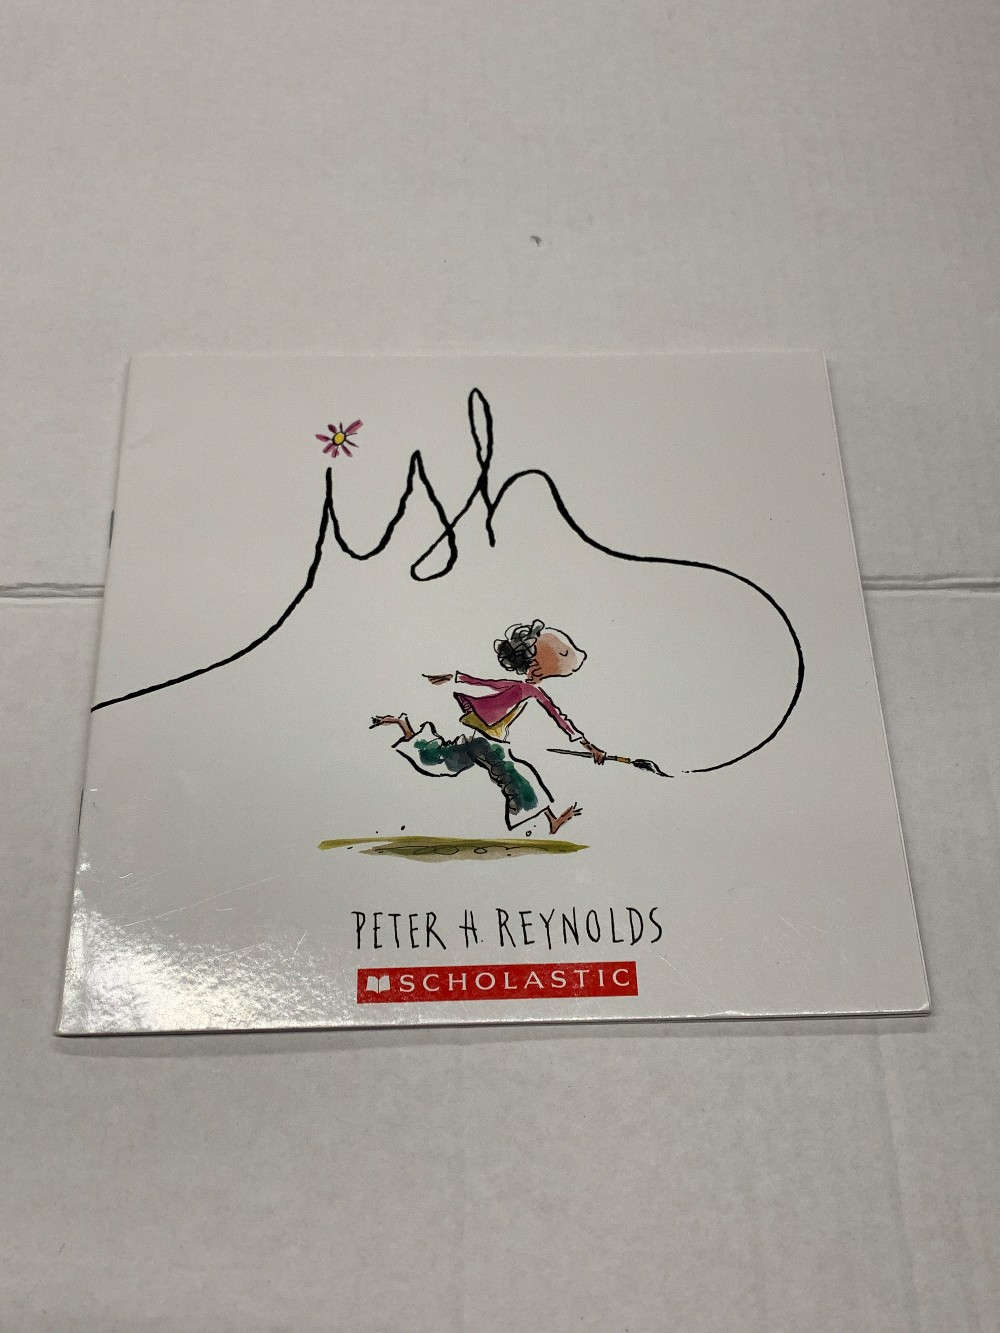 ish
PETER H. REYNOLDS
SCHOLASTIC